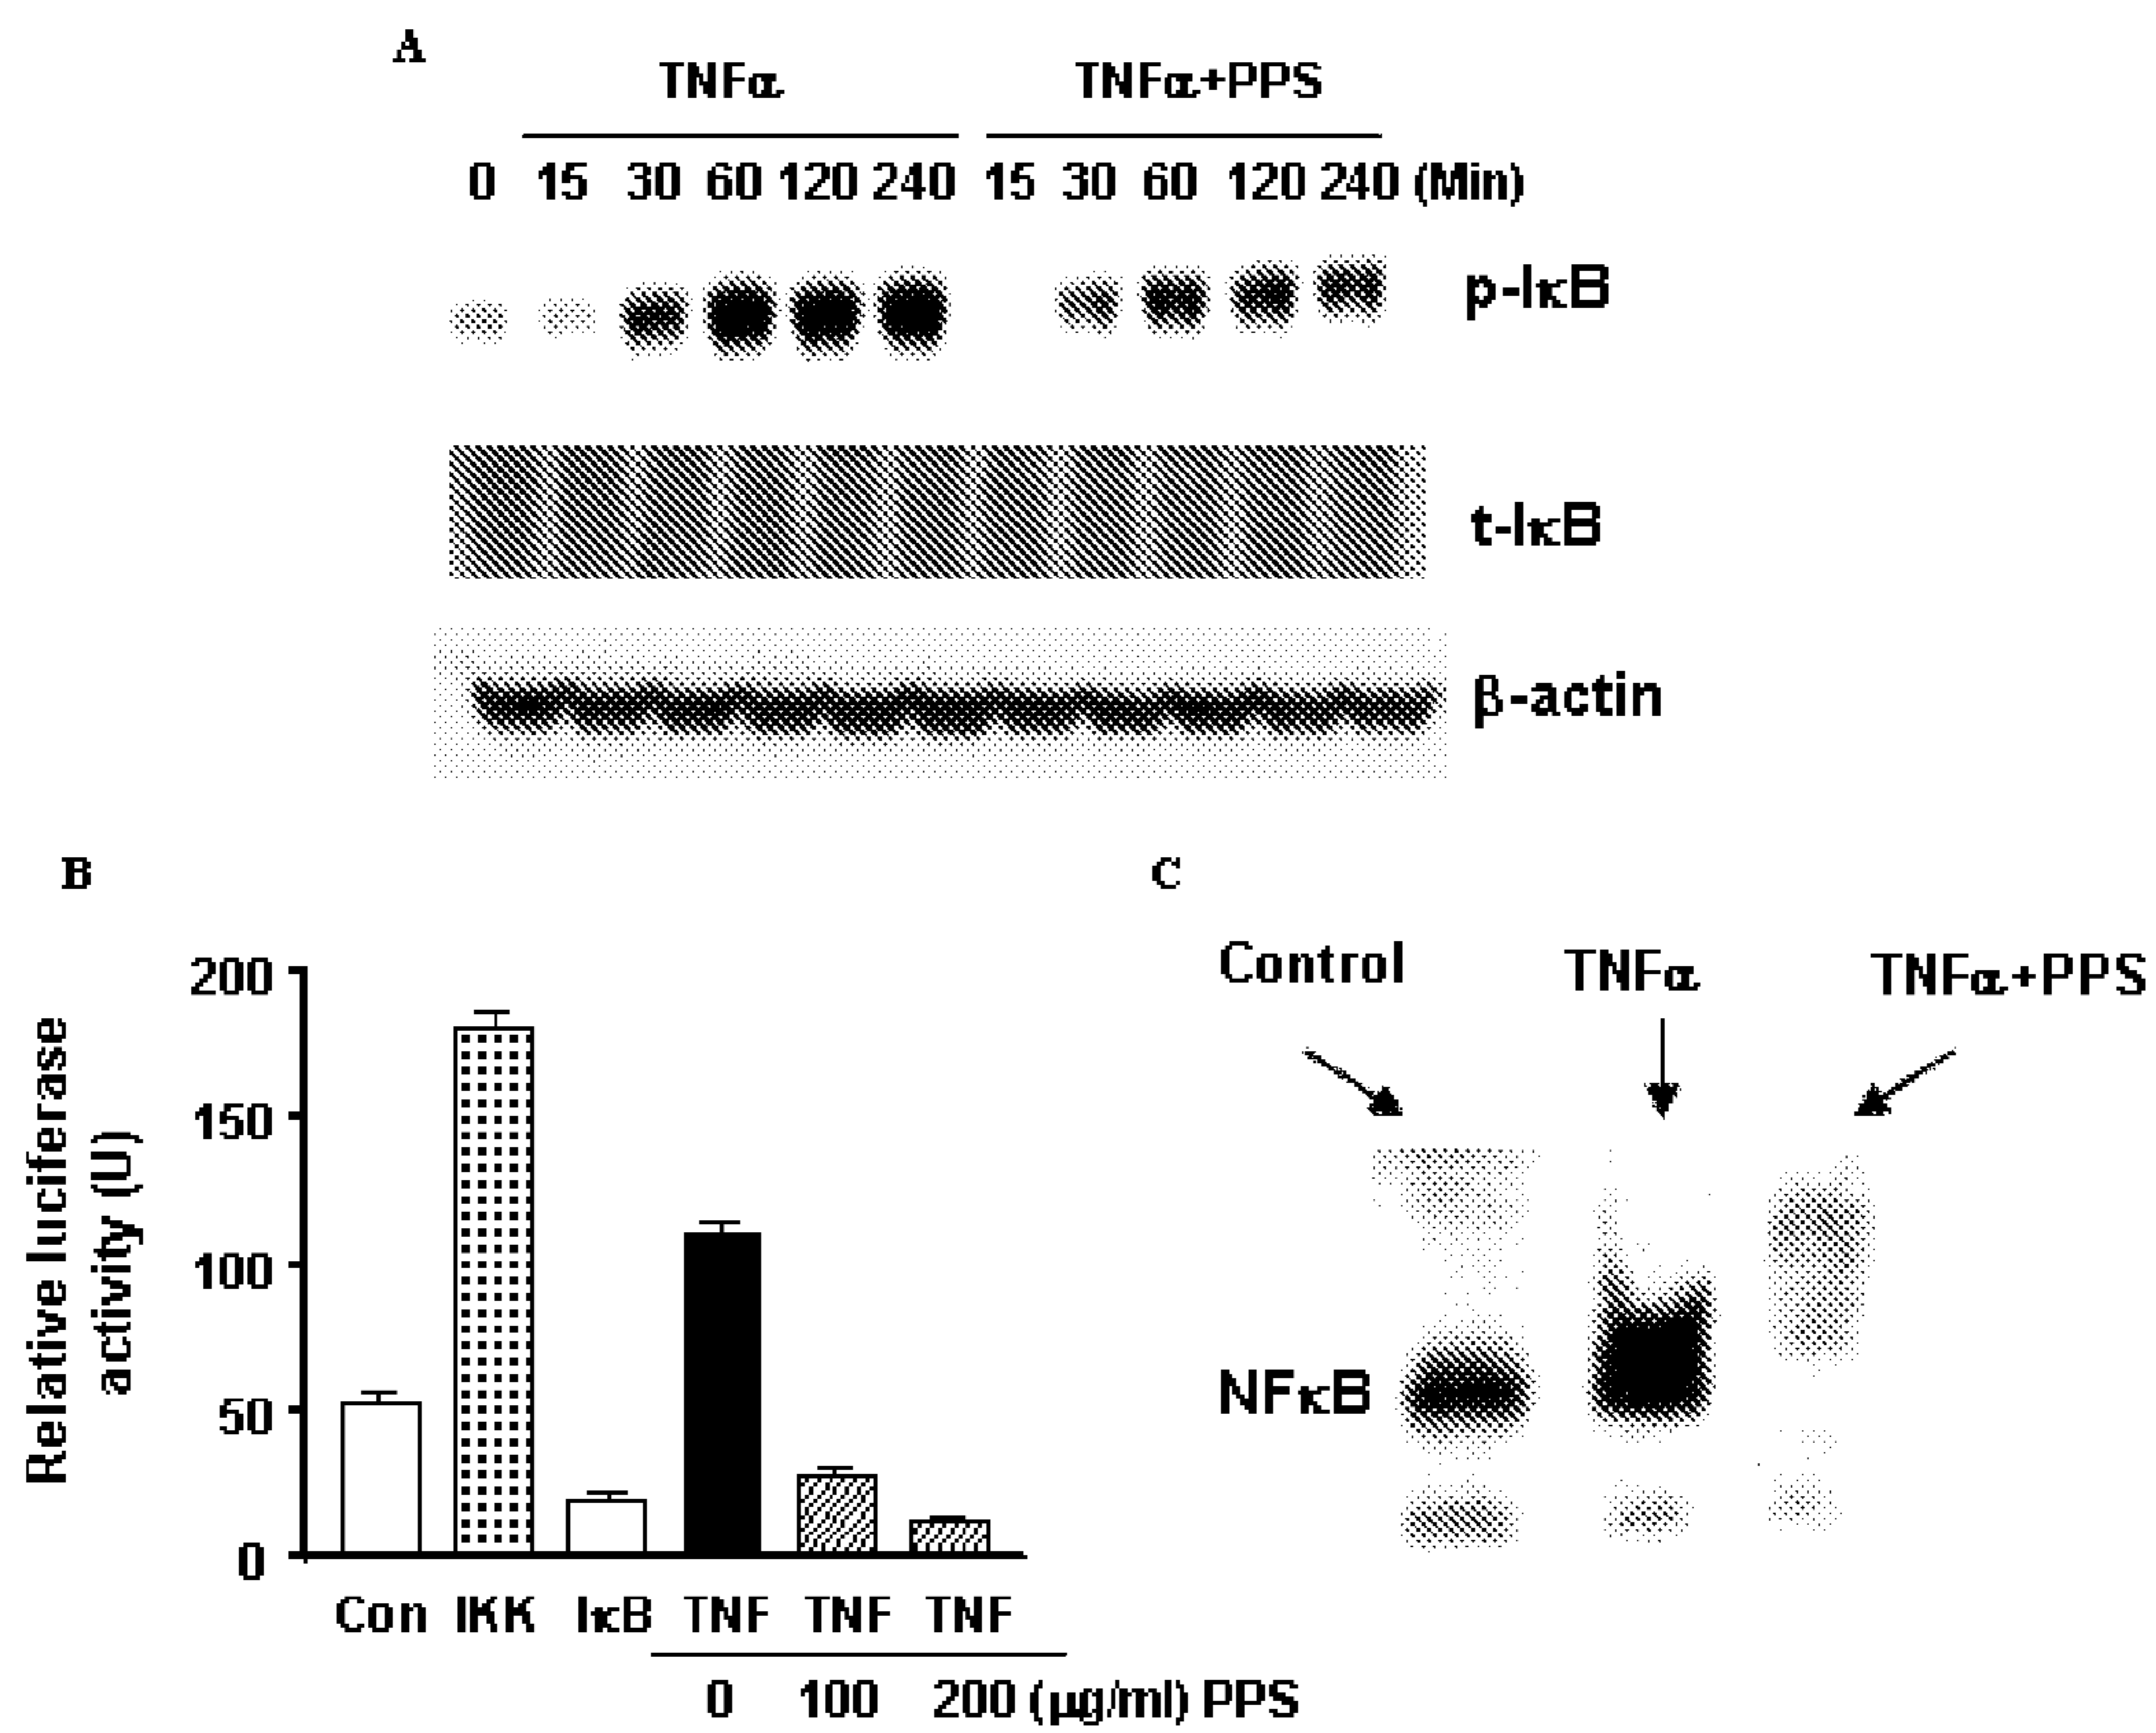 A
TNFα TNFα+PPS
0 15 30 60 120 240 15 30 60 120 240 (Min)
p-IκB
t-IκB
β-actin
B
Relative luciferase
activity (U)
200
150
100
50
0
Con IKK IκB TNF TNF TNF
0 100 200 (μg/ml) PPS
C
Control TNFα TNFα+PPS
NFκB